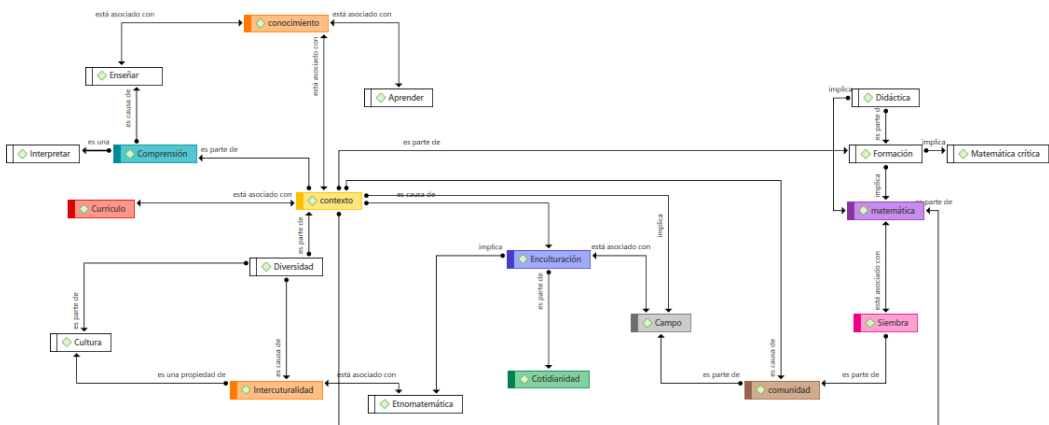 está asociado con
conocimiento
está asociado con
está asociado con
Enseñar
Aprender
implica
Didáctica
es causa de
es parte d
Interpretar
es una
Comprensión
es parte de
es parte de
Formación
implica
Matemática crítica
implica
Curriculo
está asociado con
contexto
es causa de
matemática
es parte de
es parte de
implica
Diversidad
implica
Enculturación
está asociado con
está asociado con
es parte de
es parte de
Cultura
Campo
Siembra
es causa de
es causa de
es una propiedad de
Intercuturalidad
está asociado con
Cotidianidad
es parte de
comunidad
es parte de
Etnomatemática